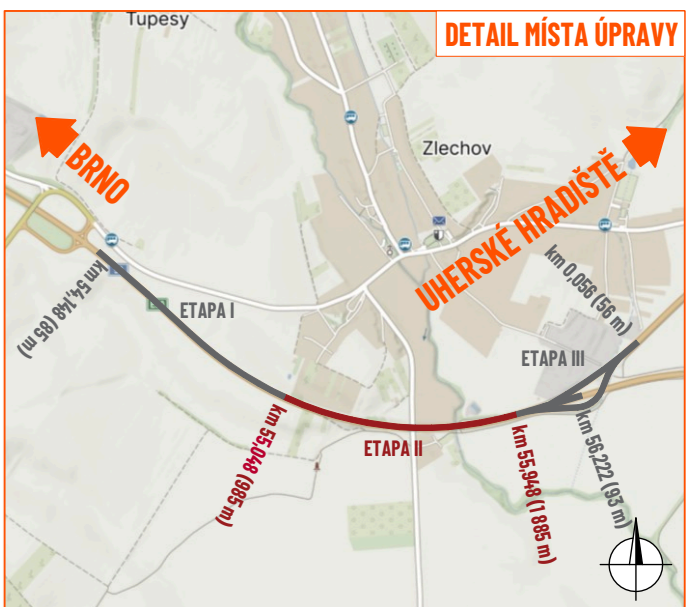 Tupesy
DETAIL MÍSTA ÚPRAVY
BRNO
Zlechov
UHERSKÉ HRADIŠTĚ
km 54,148 (85 m)
ETAPA I
km 0,056 (56 m)
ETAPA III
km 55,048 (985 m)
ETAPA II
km 55,948 (1 885 m)
km 56,222 (93 m)